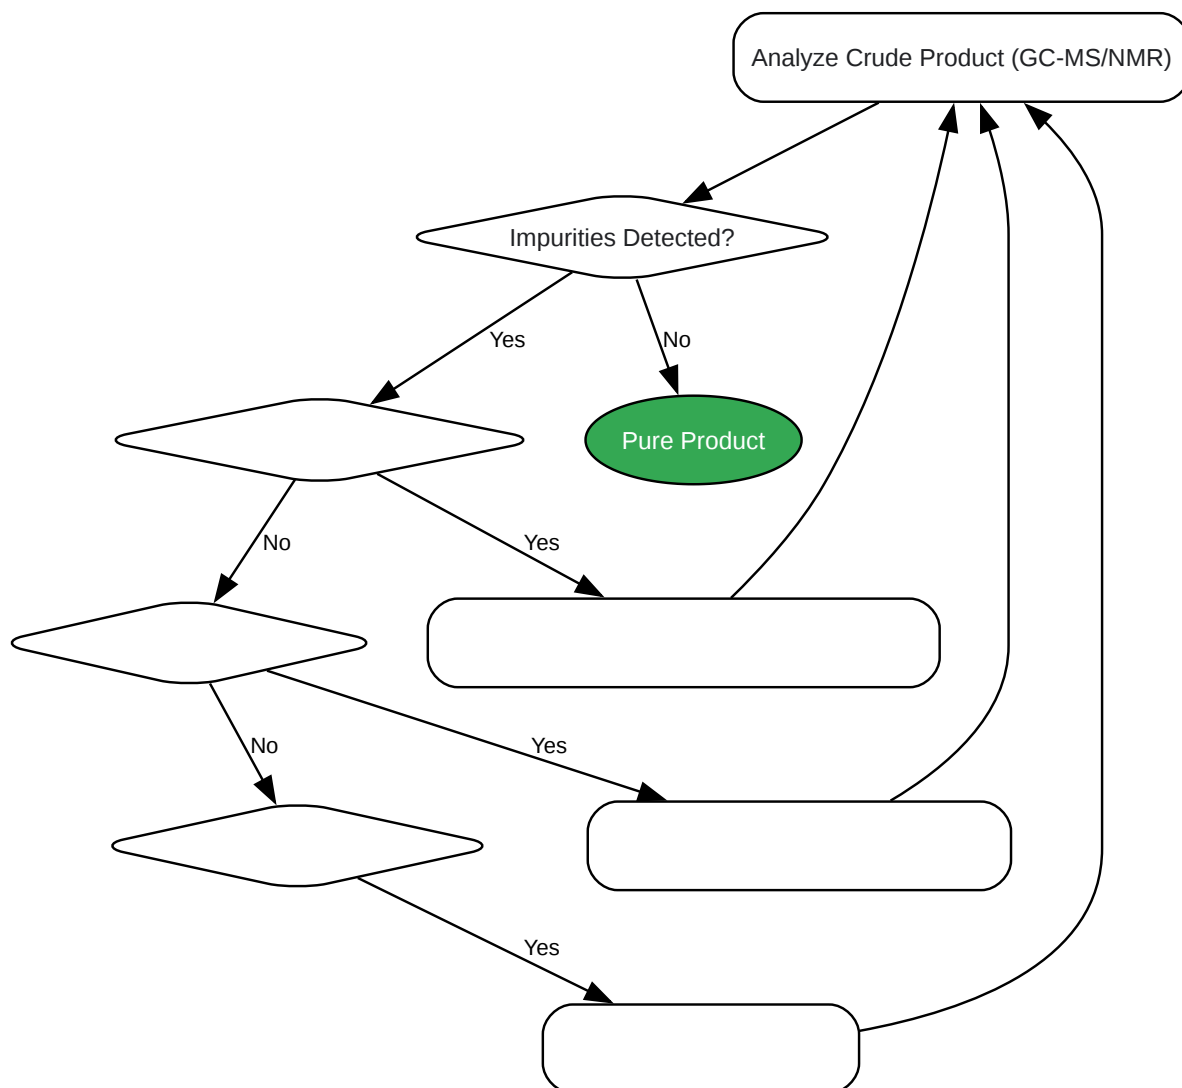 Analyze Crude Product (GC-MS/NMR)
Impurities Detected?
Yes
No
Pure Product
No
Yes
No
Yes
Yes